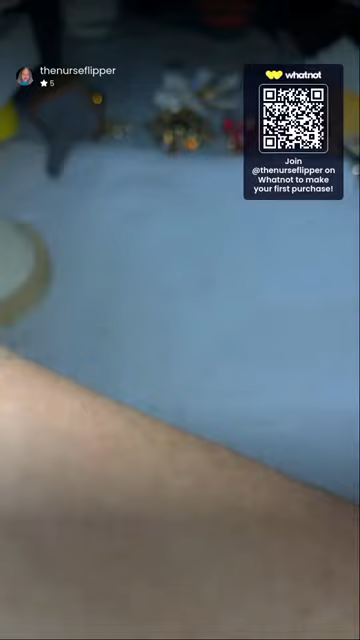 thenurseflipper
★ 5
whatnot
Join
@thenurseflipper on
Whatnot to make
your first purchase!